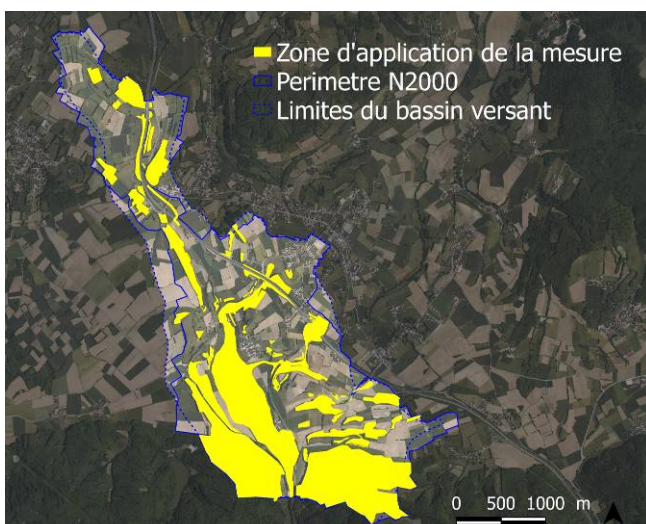 Zone d'application de la mesure
Perimetre N2000
Limites du bassin versant
0 500 1000 m